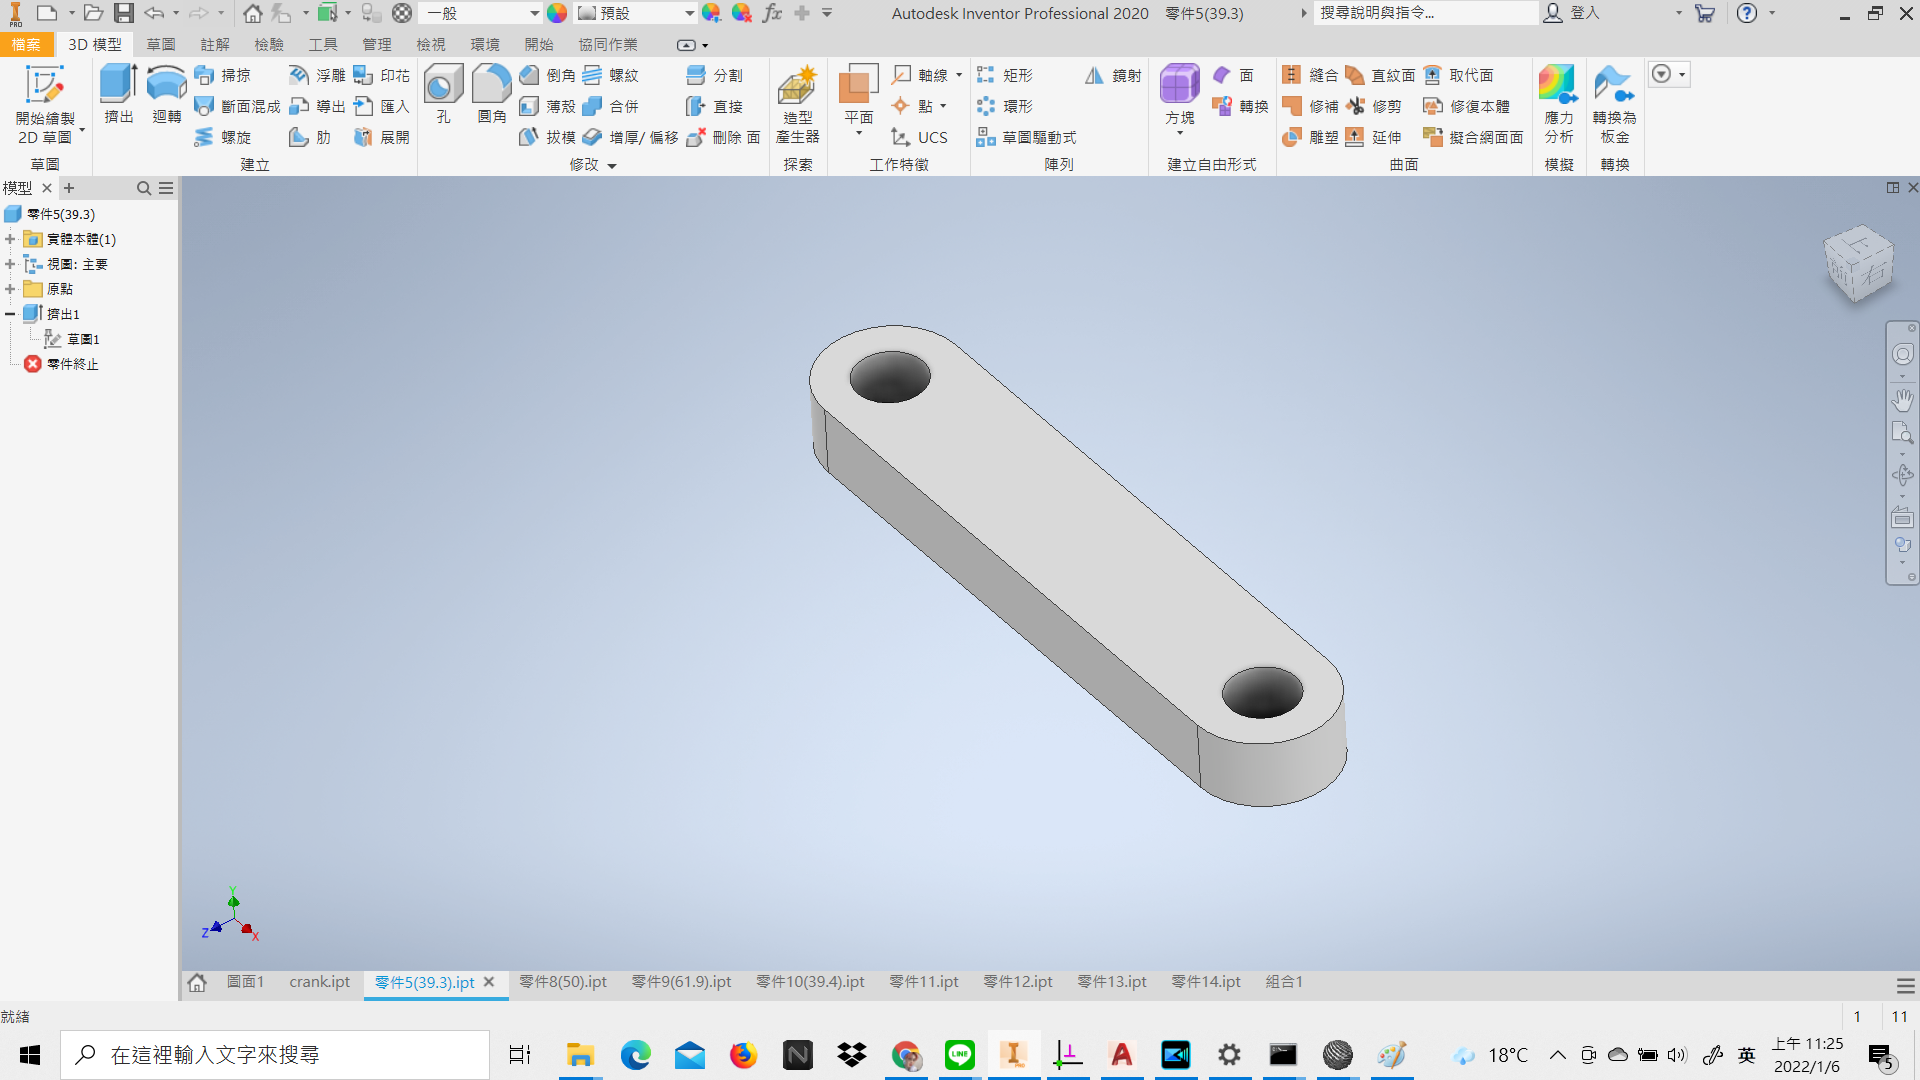 PRO
一般
預設
fx
Autodesk Inventor Professional 2020 零件5(39.3)
搜尋說明與指令...
登入
檔案 3D 模型 草圖 註解 檢驗 工具 管理 檢視 環境 開始 協同作業
開始繪製
2D 草圖
草圖
擠出
迴轉
掃掠
斷面混成
螺旋
浮雕
導出
肋
印花
匯入
展開
建立
孔
圓角
倒角
薄殼
拔模
螺紋
合併
增厚/ 偏移
分割
直接
刪除 面
修改
造型
產生器
探索
平面
軸線
點
UCS
工作特徵
矩形
環形
草圖驅動式
鏡射
陣列
方塊
面
轉換
建立自由形式
縫合
修補
雕塑
直紋面
修剪
延伸
取代面
修復本體
擬合網面面
曲面
應力
分析
模擬
轉換為
板金
轉換
模型
零件5(39.3)
實體本體(1)
視圖: 主要
原點
擠出1
草圖1
零件終止
上
前
右
Y
Z
X
圖面1 crank.ipt 零件5(39.3).ipt 零件8(50).ipt 零件9(61.9).ipt 零件10(39.4).ipt 零件11.ipt 零件12.ipt 零件13.ipt 零件14.ipt 組合1
就緒
1 11
在這裡輸入文字來搜尋
LINE
18°C
英
上午 11:25
2022/1/6
5